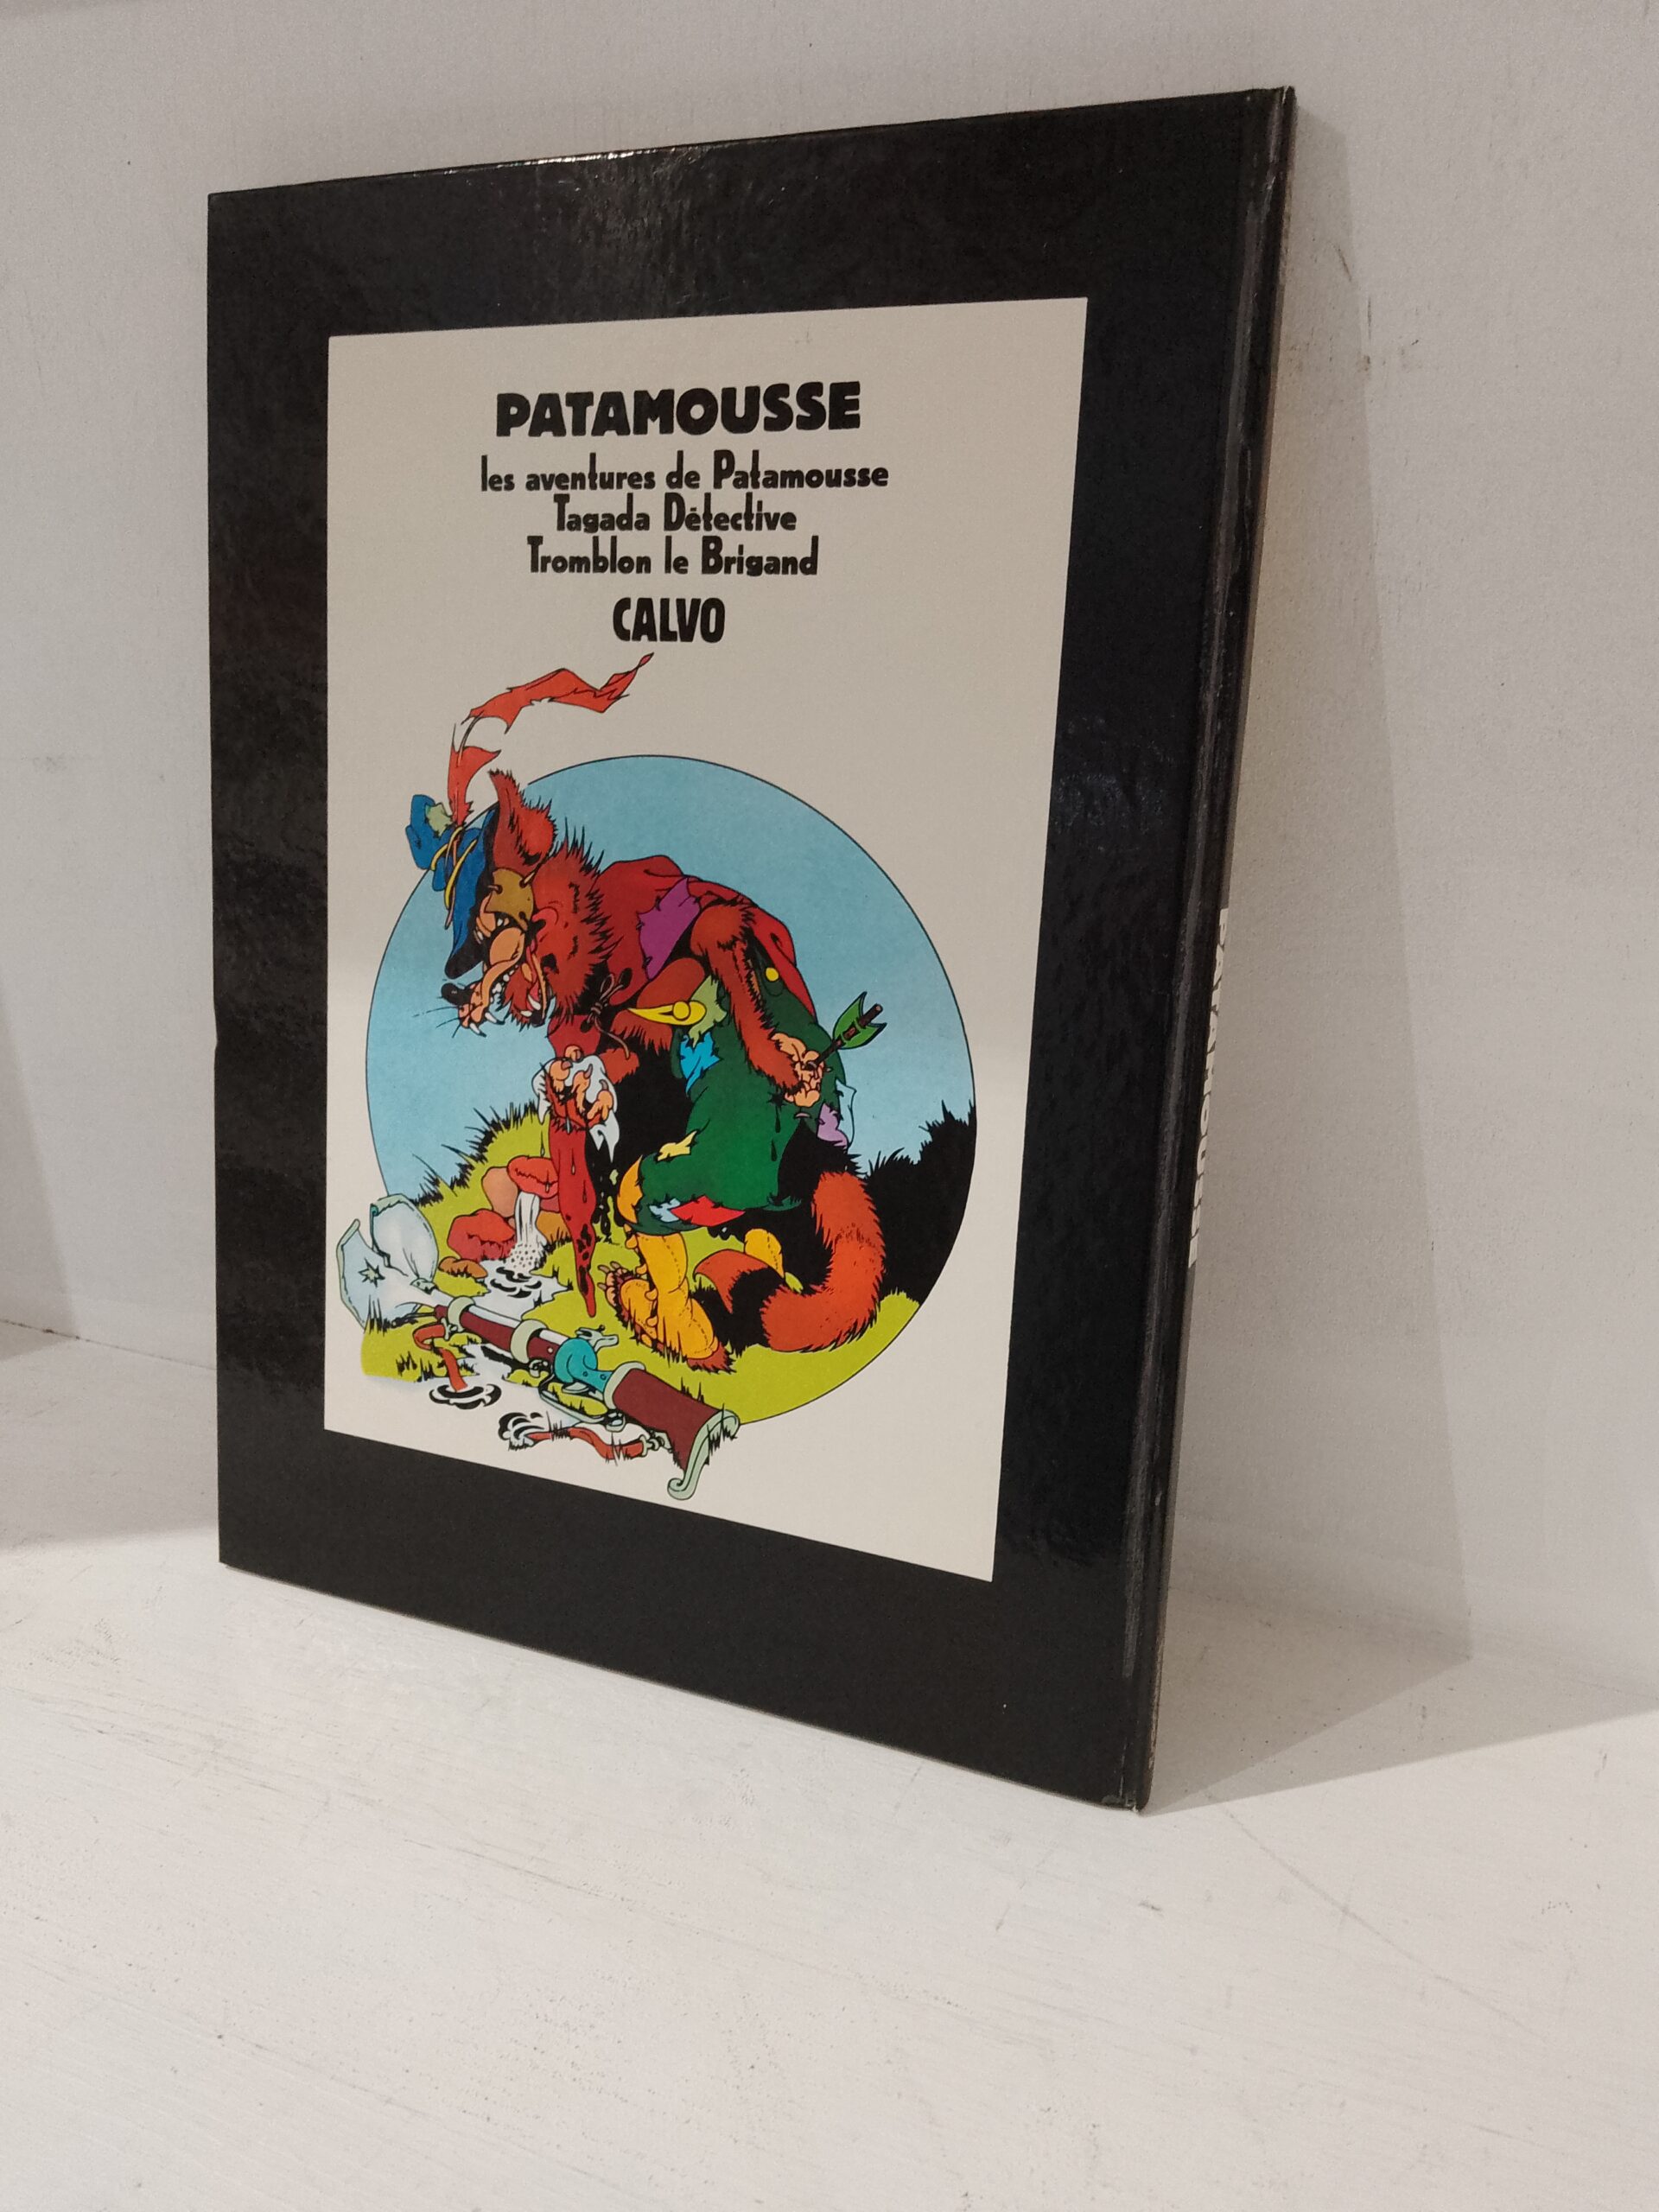 PATAMOUSSE
les aventures de Patamousse
Tagada Détective
Tromblon le Brigand
CALVO
PATAMOUSSE